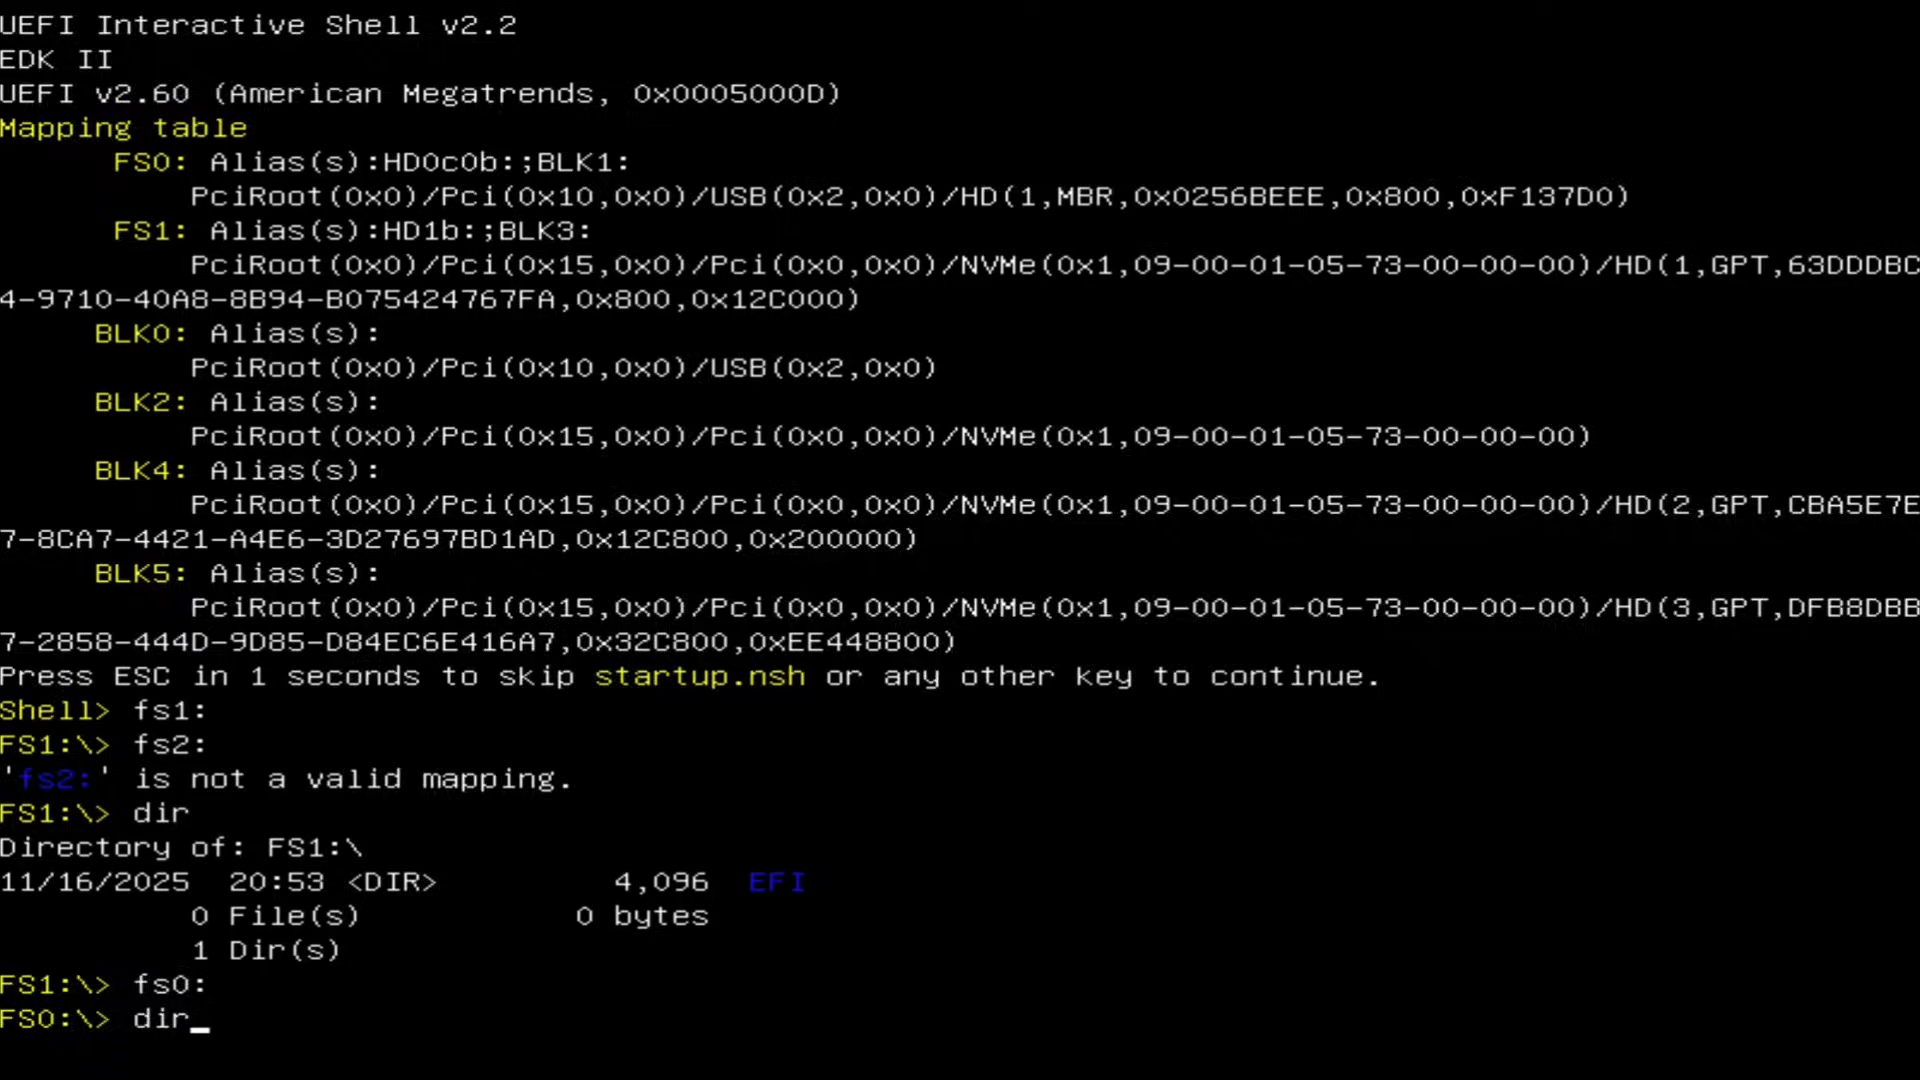 UEFI Interactive Shell v2.2
EDK II
UEFI v2.60 (American Megatrends, 0x0005000D)
Mapping table
FS0: Alias(s):HD0c0b:;BLK1:
PciRoot(0x0)/Pci(0x10,0x0)/USB(0x2,0x0)/HD(1,MBR,0x0256BEEE,0x800,0xF137D0)
FS1: Alias(s):HD1b:;BLK3:
PciRoot(0x0)/Pci(0x15,0x0)/Pci(0x0,0x0)/NVMe(0x1,09-00-01-05-73-00-00-00)/HD(1,GPT,63DDDBC
4-9710-40A8-8B94-B075424767FA,0x800,0x12C000)
BLK0: Alias(s):
PciRoot(0x0)/Pci(0x10,0x0)/USB(0x2,0x0)
BLK2: Alias(s):
PciRoot(0x0)/Pci(0x15,0x0)/Pci(0x0,0x0)/NVMe(0x1,09-00-01-05-73-00-00-00)
BLK4: Alias(s):
PciRoot(0x0)/Pci(0x15,0x0)/Pci(0x0,0x0)/NVMe(0x1,09-00-01-05-73-00-00-00)/HD(2,GPT,CBA5E7E
7-8CA7-4421-A4E6-3D27697BD1AD,0x12C800,0x200000)
BLK5: Alias(s):
PciRoot(0x0)/Pci(0x15,0x0)/Pci(0x0,0x0)/NVMe(0x1,09-00-01-05-73-00-00-00)/HD(3,GPT,DFB8DBB
7-2858-444D-9D85-D84EC6E416A7,0x32C800,0xEE448800)
Press ESC in 1 seconds to skip startup.nsh or any other key to continue.
Shell> fs1:
FS1:\> fs2:
'fs2:' is not a valid mapping.
FS1:\> dir
Directory of: FS1:\
11/16/2025  20:53 <DIR>         4,096  EFI
0 File(s)           0 bytes
1 Dir(s)
FS1:\> fs0:
FS0:\> dir_